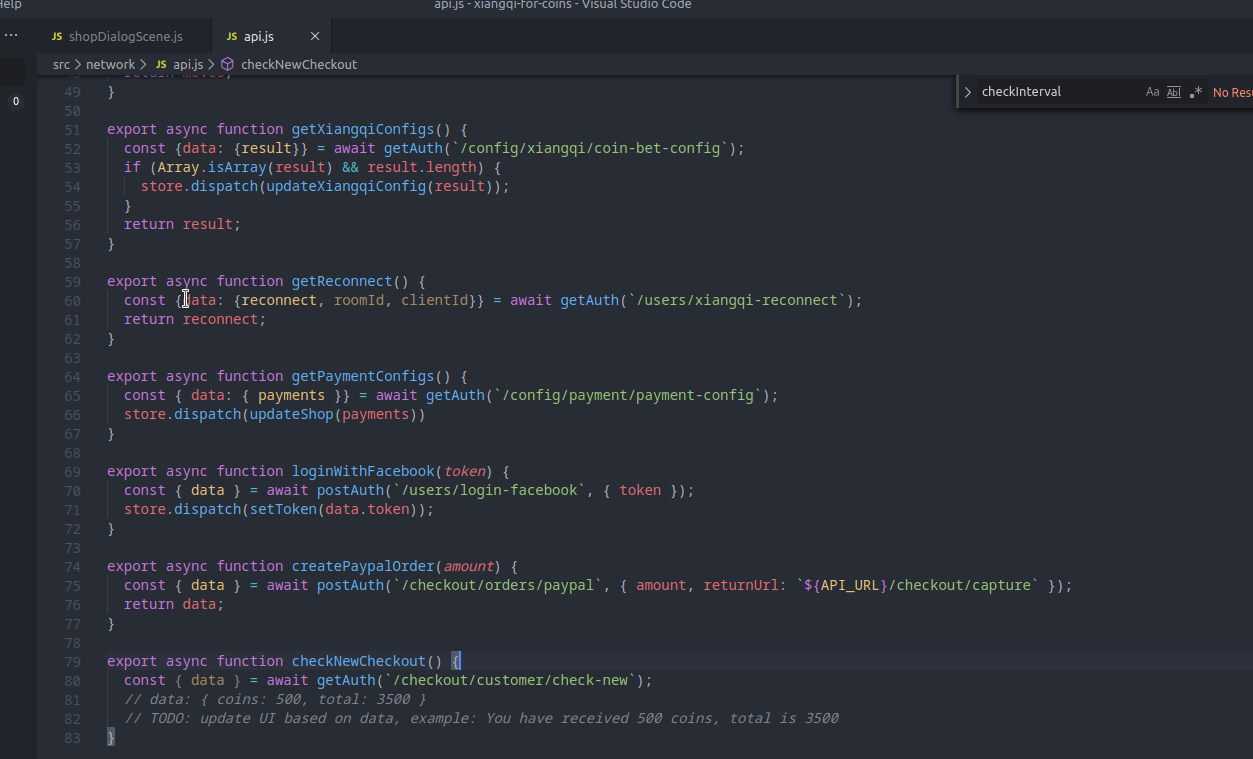 Help
api.js - xiangqi-for-coins - Visual Studio Code
···
JS shopDialogScene.js
JS api.js ×
src > network > JS api.js > checkNewCheckout
0
> checkInterval Aa Abl .* No Resu
return moves;
49 }
50
51 export async function getXiangqiConfigs() {
52 const {data: {result}} = await getAuth(`/config/xiangqi/coin-bet-config`);
53 if (Array.isArray(result) && result.length) {
54 store.dispatch(updateXiangqiConfig(result));
55 }
56 return result;
57 }
58
59 export async function getReconnect() {
60 const {data: {reconnect, roomId, clientId}} = await getAuth(`/users/xiangqi-reconnect`);
61 return reconnect;
62 }
63
64 export async function getPaymentConfigs() {
65 const { data: { payments }} = await getAuth(`/config/payment/payment-config`);
66 store.dispatch(updateShop(payments))
67 }
68
69 export async function loginWithFacebook(token) {
70 const { data } = await postAuth(`/users/login-facebook`, { token });
71 store.dispatch(setToken(data.token));
72 }
73
74 export async function createPaypalOrder(amount) {
75 const { data } = await postAuth(`/checkout/orders/paypal`, { amount, returnUrl: `${API_URL}/checkout/capture` });
76 return data;
77 }
78
79 export async function checkNewCheckout() {
80 const { data } = await getAuth(`/checkout/customer/check-new`);
81 // data: { coins: 500, total: 3500 }
82 // TODO: update UI based on data, example: You have received 500 coins, total is 3500
83 }